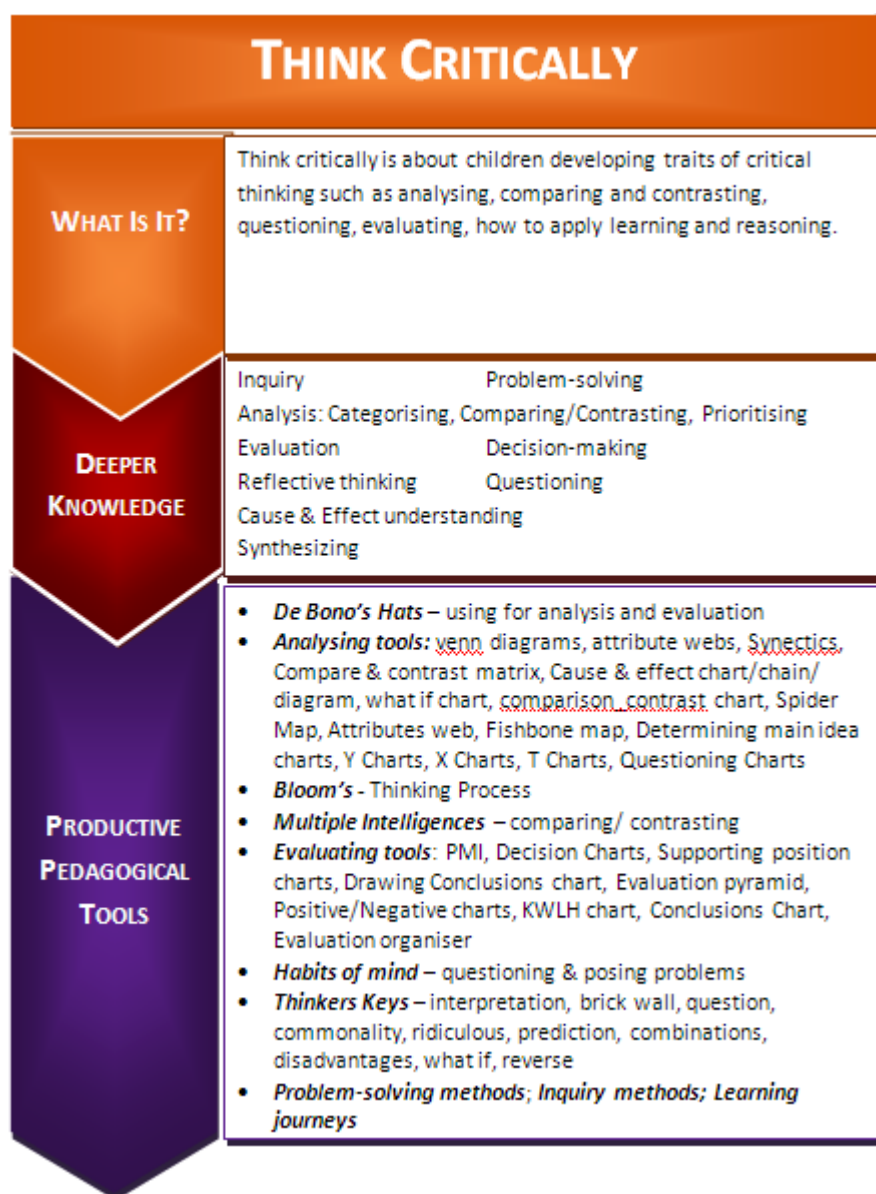 THINK CRITICALLY
WHAT IS IT?
Think critically is about children developing traits of critical
thinking such as analysing, comparing and contrasting,
questioning, evaluating, how to apply learning and reasoning.
DEEPER
KNOWLEDGE
Inquiry Problem-solving
Analysis: Categorising, Comparing/Contrasting, Prioritising
Evaluation Decision-making
Reflective thinking Questioning
Cause & Effect understanding
Synthesizing
PRODUCTIVE
PEDAGOGICAL
TOOLS
• De Bono's Hats – using for analysis and evaluation
• Analysing tools: venn diagrams, attribute webs, Synectics,
Compare & contrast matrix, Cause & effect chart/chain/
diagram, what if chart, comparison_contrast chart, Spider
Map, Attributes web, Fishbone map, Determining main idea
charts, Y Charts, X Charts, T Charts, Questioning Charts
• Bloom's - Thinking Process
• Multiple Intelligences – comparing/ contrasting
• Evaluating tools: PMI, Decision Charts, Supporting position
charts, Drawing Conclusions chart, Evaluation pyramid,
Positive/Negative charts, KWLH chart, Conclusions Chart,
Evaluation organiser
• Habits of mind – questioning & posing problems
• Thinkers Keys – interpretation, brick wall, question,
commonality, ridiculous, prediction, combinations,
disadvantages, what if, reverse
• Problem-solving methods; Inquiry methods; Learning
journeys